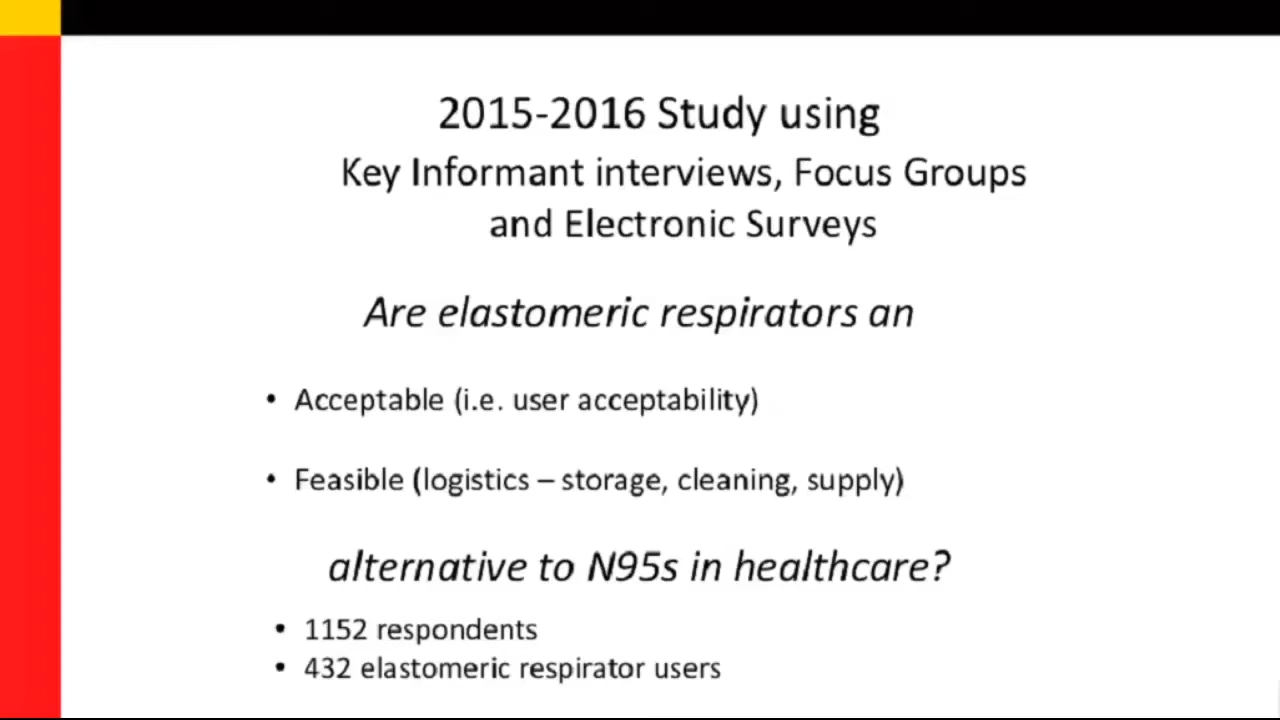 2015-2016 Study using
Key Informant interviews, Focus Groups
and Electronic Surveys
Are elastomeric respirators an
• Acceptable (i.e. user acceptability)
• Feasible (logistics – storage, cleaning, supply)
alternative to N95s in healthcare?
• 1152 respondents
• 432 elastomeric respirator users